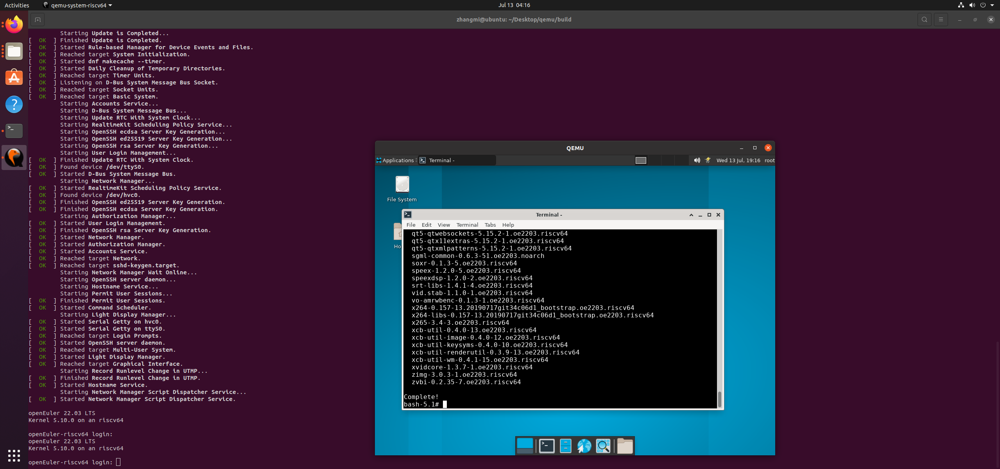 Activities
qemu-system-riscv64
Jul 13 04:16
zhangmi@ubuntu: ~/Desktop/qemu/build
Starting Update is Completed...
[ OK ] Finished Update is Completed.
[ OK ] Started Rule-based Manager for Device Events and Files.
[ OK ] Reached target System Initialization.
[ OK ] Started dnf makecache --timer.
[ OK ] Started Daily Cleanup of Temporary Directories.
[ OK ] Reached target Timer Units.
[ OK ] Listening on D-Bus System Message Bus Socket.
[ OK ] Reached target Socket Units.
[ OK ] Reached target Basic System.
Starting Accounts Service...
Starting D-Bus System Message Bus...
Starting Update RTC With System Clock...
Starting RealtimeKit Scheduling Policy Service...
Starting OpenSSH ecdsa Server Key Generation...
Starting OpenSSH ed25519 Server Key Generation...
Starting OpenSSH rsa Server Key Generation...
Starting User Login Management...
[ OK ] Finished Update RTC With System Clock.
[ OK ] Found device /dev/ttyS0.
[ OK ] Started D-Bus System Message Bus.
Starting Network Manager...
[ OK ] Started RealtimeKit Scheduling Policy Service.
[ OK ] Found device /dev/hvc0.
[ OK ] Finished OpenSSH ed25519 Server Key Generation.
[ OK ] Finished OpenSSH ecdsa Server Key Generation.
Starting Authorization Manager...
[ OK ] Started User Login Management.
[ OK ] Finished OpenSSH rsa Server Key Generation.
[ OK ] Started Network Manager.
[ OK ] Started Authorization Manager.
[ OK ] Started Accounts Service.
[ OK ] Reached target Network.
[ OK ] Reached target sshd-keygen.target.
Starting Network Manager Wait Online...
Starting OpenSSH server daemon...
Starting Hostname Service...
Starting Permit User Sessions...
[ OK ] Finished Permit User Sessions.
[ OK ] Started Command Scheduler.
Starting Light Display Manager...
[ OK ] Started Serial Getty on hvc0.
[ OK ] Started Serial Getty on ttyS0.
[ OK ] Reached target Login Prompts.
[ OK ] Started OpenSSH server daemon.
[ OK ] Reached target Multi-User System.
[ OK ] Started Light Display Manager.
[ OK ] Reached target Graphical Interface.
Starting Record Runlevel Change in UTMP...
[ OK ] Finished Record Runlevel Change in UTMP.
[ OK ] Started Hostname Service.
Starting Network Manager Script Dispatcher Service...
[ OK ] Started Network Manager Script Dispatcher Service.
openEuler 22.03 LTS
Kernel 5.10.0 on an riscv64
openEuler-riscv64 login:
openEuler 22.03 LTS
Kernel 5.10.0 on an riscv64
openEuler-riscv64 login:
QEMU
Applications
Terminal -
Wed 13 Jul, 19:16
root
File System
Ho
Terminal -
File Edit View Terminal Tabs Help
qt5-qtwebsockets-5.15.2-1.oe2203.riscv64
qt5-qtx11extras-5.15.2-1.oe2203.riscv64
qt5-qtxmlpatterns-5.15.2-1.oe2203.riscv64
sgml-common-0.6.3-51.oe2203.noarch
soxr-0.1.3-5.oe2203.riscv64
speex-1.2.0-5.oe2203.riscv64
speexdsp-1.2.0-2.oe2203.riscv64
srt-libs-1.4.1-4.oe2203.riscv64
vid.stab-1.1.0-1.oe2203.riscv64
vo-amrwbenc-0.1.3-1.oe2203.riscv64
x264-0.157-13.20190717git34c06d1_bootstrap.oe2203.riscv64
x264-libs-0.157-13.20190717git34c06d1_bootstrap.oe2203.riscv64
x265-3.4-3.oe2203.riscv64
xcb-util-0.4.0-13.oe2203.riscv64
xcb-util-image-0.4.0-12.oe2203.riscv64
xcb-util-keysyms-0.4.0-10.oe2203.riscv64
xcb-util-renderutil-0.3.9-13.oe2203.riscv64
xcb-util-wm-0.4.1-15.oe2203.riscv64
xvidcore-1.3.7-1.oe2203.riscv64
zimg-3.0.3-1.oe2203.riscv64
zvbi-0.2.35-7.oe2203.riscv64
Complete!
bash-5.1#